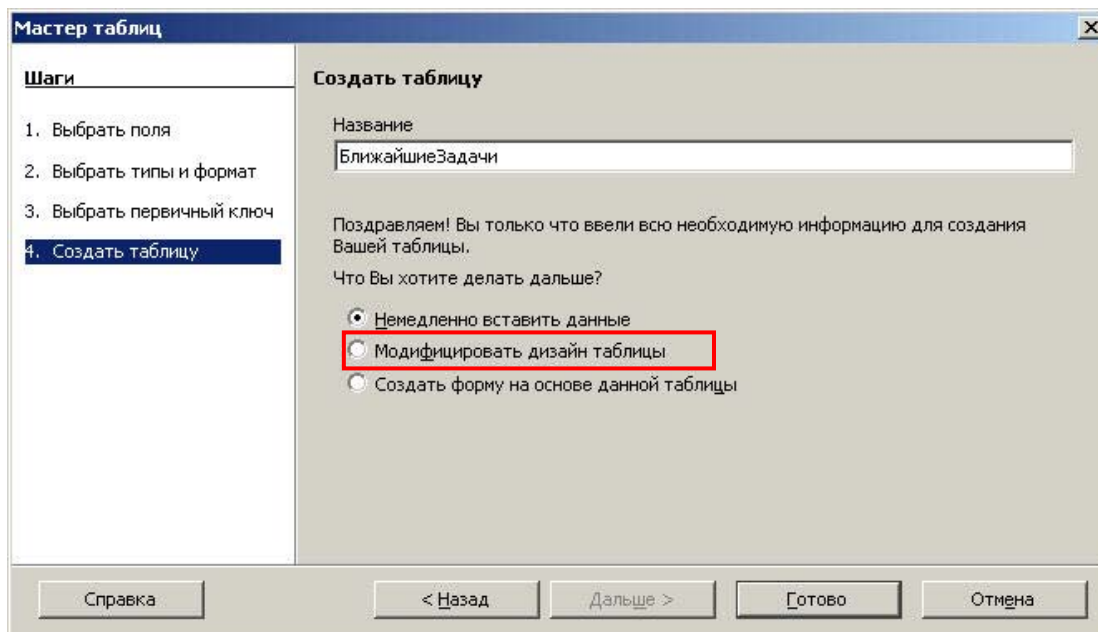 Мастер таблиц
Шаги
1. Выбрать поля
2. Выбрать типы и формат
3. Выбрать первичный ключ
4. Создать таблицу
Создать таблицу
Название
БлижайшиеЗадачи
Поздравляем! Вы только что ввели всю необходимую информацию для создания
Вашей таблицы.
Что Вы хотите делать дальше?
Немедленно вставить данные
Модифицировать дизайн таблицы
Создать форму на основе данной таблицы
Справка
< Назад
Дальше >
Готово
Отмена